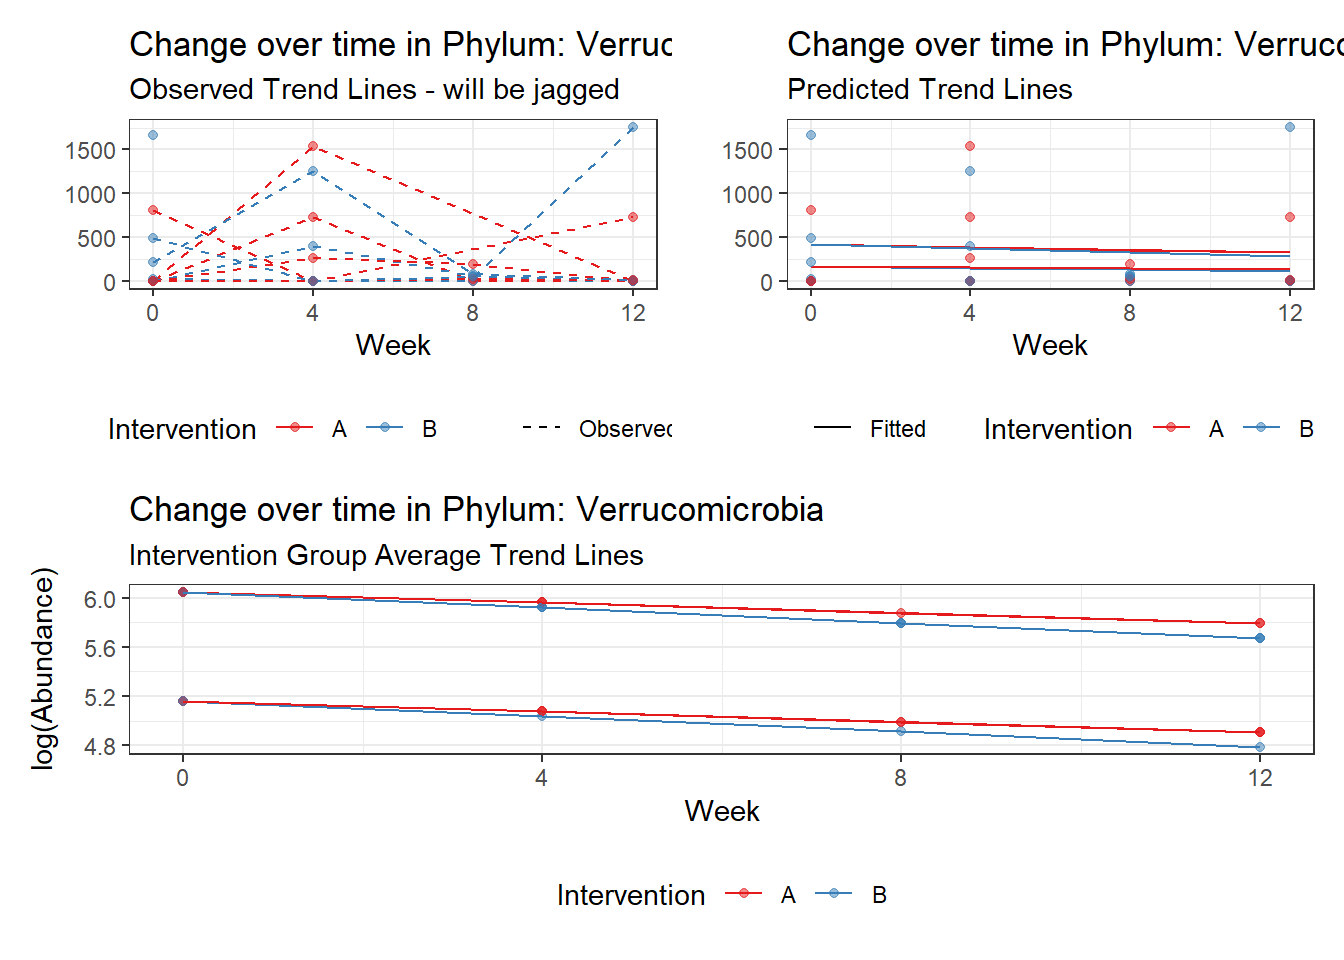 Change over time in Phylum: Verruc
Observed Trend Lines - will be jagged
1500
1000
500
0
0 4 8 12
Week
Intervention A B Observed
Change over time in Phylum: Verruco
Predicted Trend Lines
1500
1000
500
0
0 4 8 12
Week
Fitted Intervention A B
Change over time in Phylum: Verrucomicrobia
Intervention Group Average Trend Lines
log(Abundance)
6.0
5.6
5.2
4.8
0 4 8 12
Week
Intervention A B